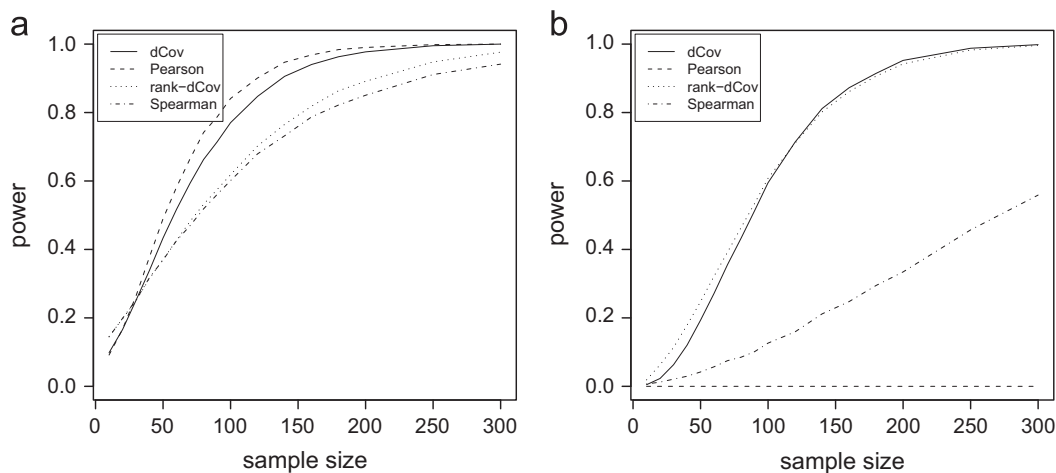 a
1.0
0.8
0.6
0.4
0.2
0.0
power
dCov
Pearson
rank-dCov
Spearman
0 50 100 150 200 250 300
sample size
b
1.0
0.8
0.6
0.4
0.2
0.0
power
dCov
Pearson
rank-dCov
Spearman
0 50 100 150 200 250 300
sample size